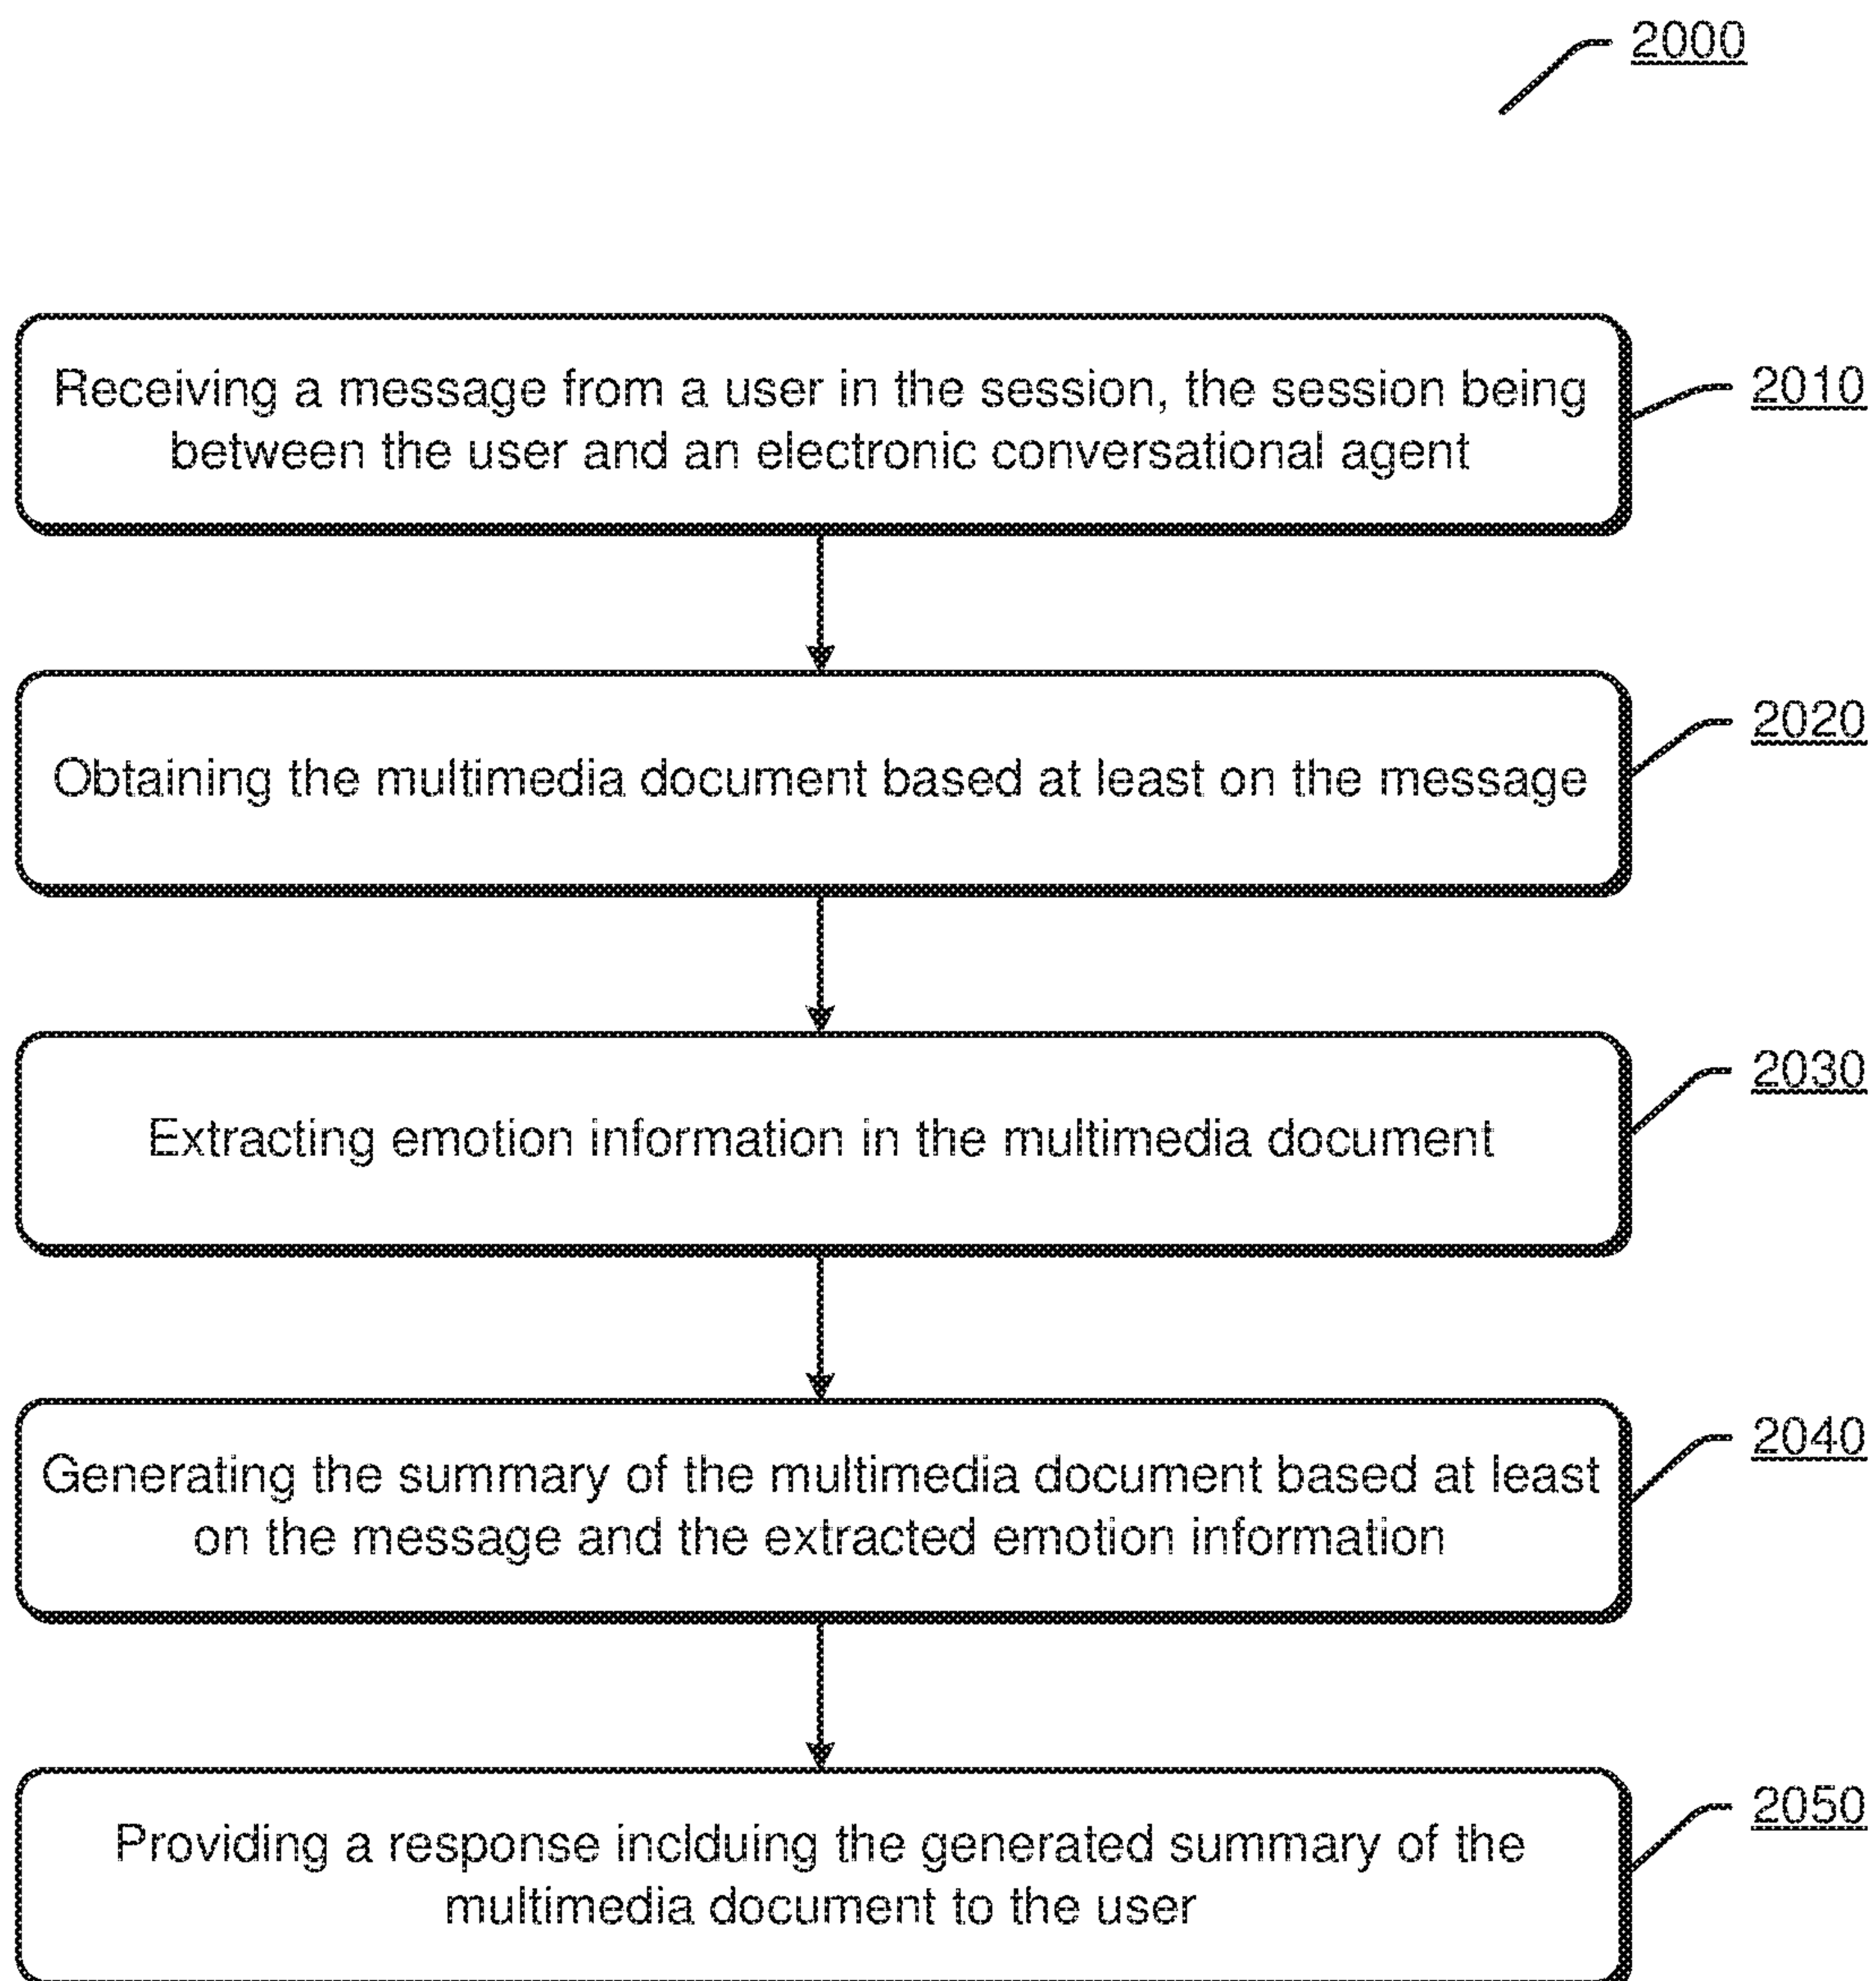 2000
Receiving a message from a user in the session, the session being
between the user and an electronic conversational agent
2010
Obtaining the multimedia document based at least on the message
2020
Extracting emotion information in the multimedia document
2030
Generating the summary of the multimedia document based at least
on the message and the extracted emotion information
2040
Providing a response inclduing the generated summary of the
multimedia document to the user
2050